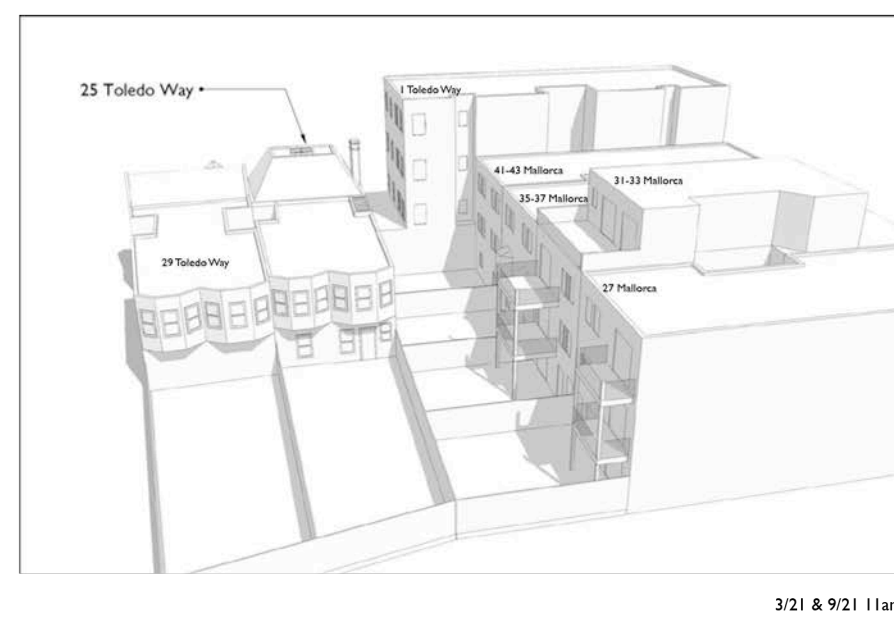 25 Toledo Way
1 Toledo Way
41-43 Mallorca
31-33 Mallorca
35-37 Mallorca
29 Toledo Way
27 Mallorca
3/21 & 9/21 11a